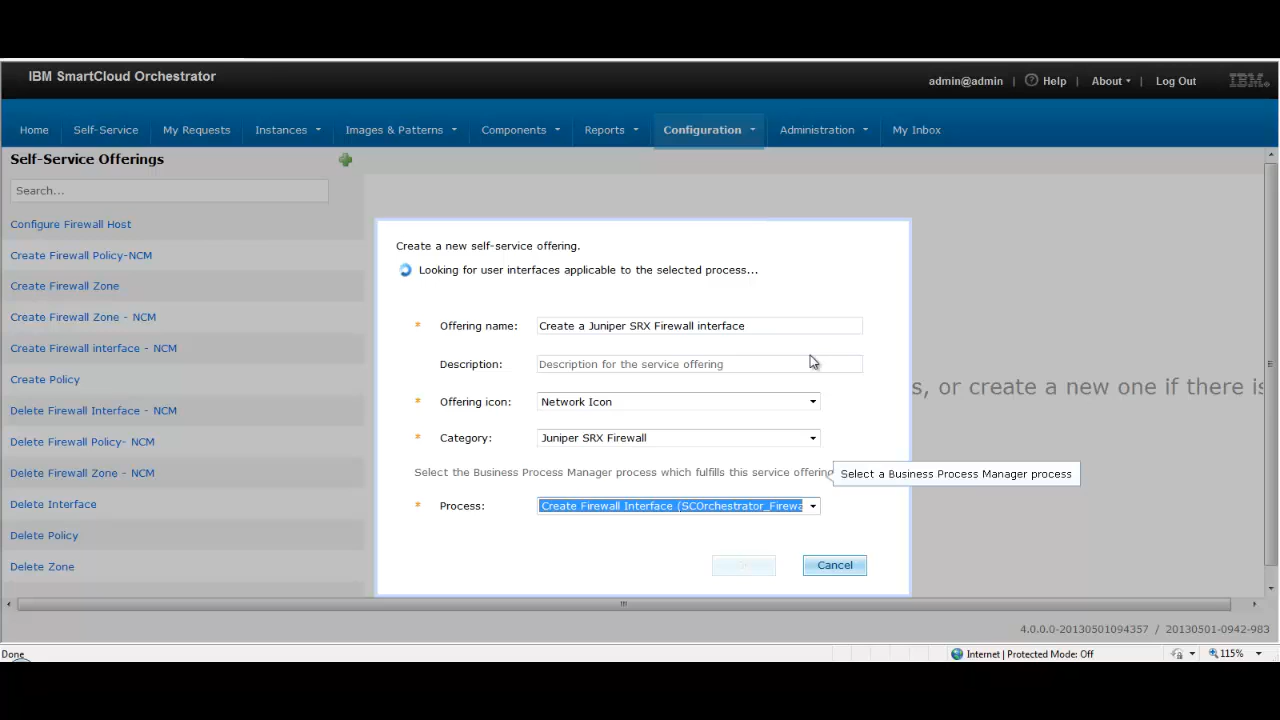 IBM SmartCloud Orchestrator
admin@admin | Help | About | Log Out IBM
Home Self-Service My Requests Instances Images & Patterns Components Reports Configuration Administration My Inbox
Self-Service Offerings
Search...
Configure Firewall Host
Create Firewall Policy-NCM
Create Firewall Zone
Create Firewall Zone - NCM
Create Firewall interface - NCM
Create Policy
Delete Firewall Interface - NCM
Delete Firewall Policy- NCM
Delete Firewall Zone - NCM
Delete Interface
Delete Policy
Delete Zone
Create a new self-service offering.
Looking for user interfaces applicable to the selected process...
* Offering name: Create a Juniper SRX Firewall interface
Description: Description for the service offering
* Offering icon: Network Icon
* Category: Juniper SRX Firewall
Select the Business Process Manager process which fulfills this service offering
Select a Business Process Manager process
* Process: Create Firewall Interface (SCOrchestrator_Firewa
Cancel
s, or create a new one if there is
4.0.0.0-20130501094357 / 20130501-0942-983
Done
Internet | Protected Mode: Off
115%